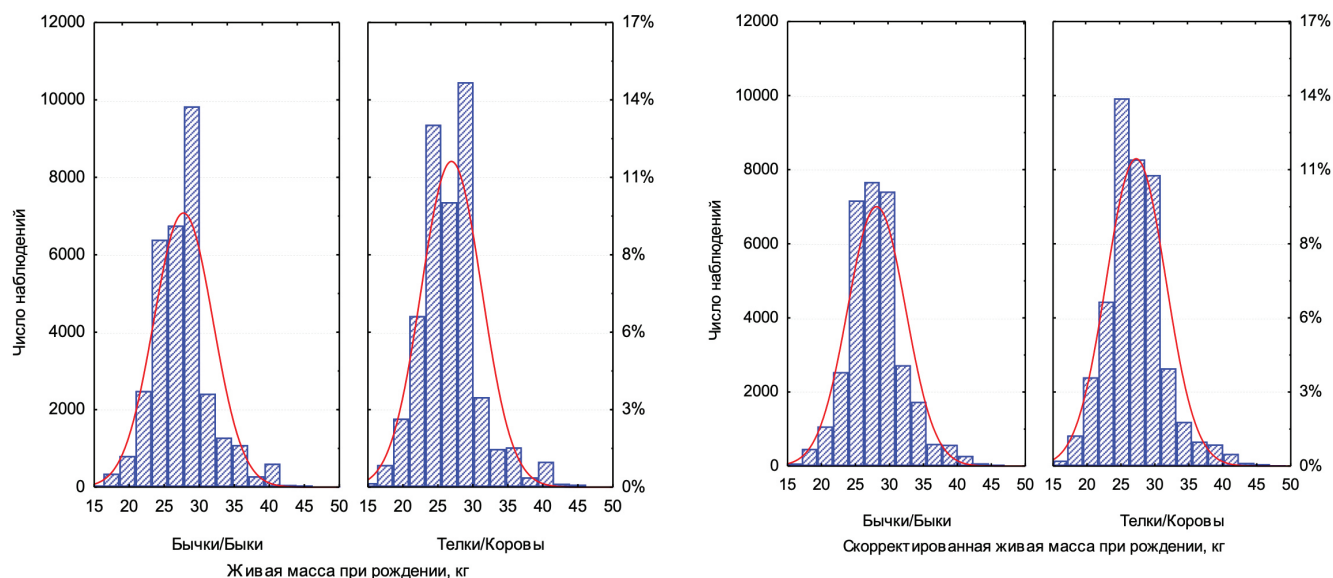 12000
10000
8000
6000
4000
2000
0
Число наблюдений
15 20 25 30 35 40 45 50
15 20 25 30 35 40 45 50
17%
14%
11%
8%
6%
3%
0%
Бычки/Быки
Телки/Коровы
Живая масса при рождении, кг
12000
10000
8000
6000
4000
2000
0
Число наблюдений
15 20 25 30 35 40 45 50
15 20 25 30 35 40 45 50
17%
14%
11%
8%
6%
3%
0%
Бычки/Быки
Телки/Коровы
Скорректированная живая масса при рождении, кг